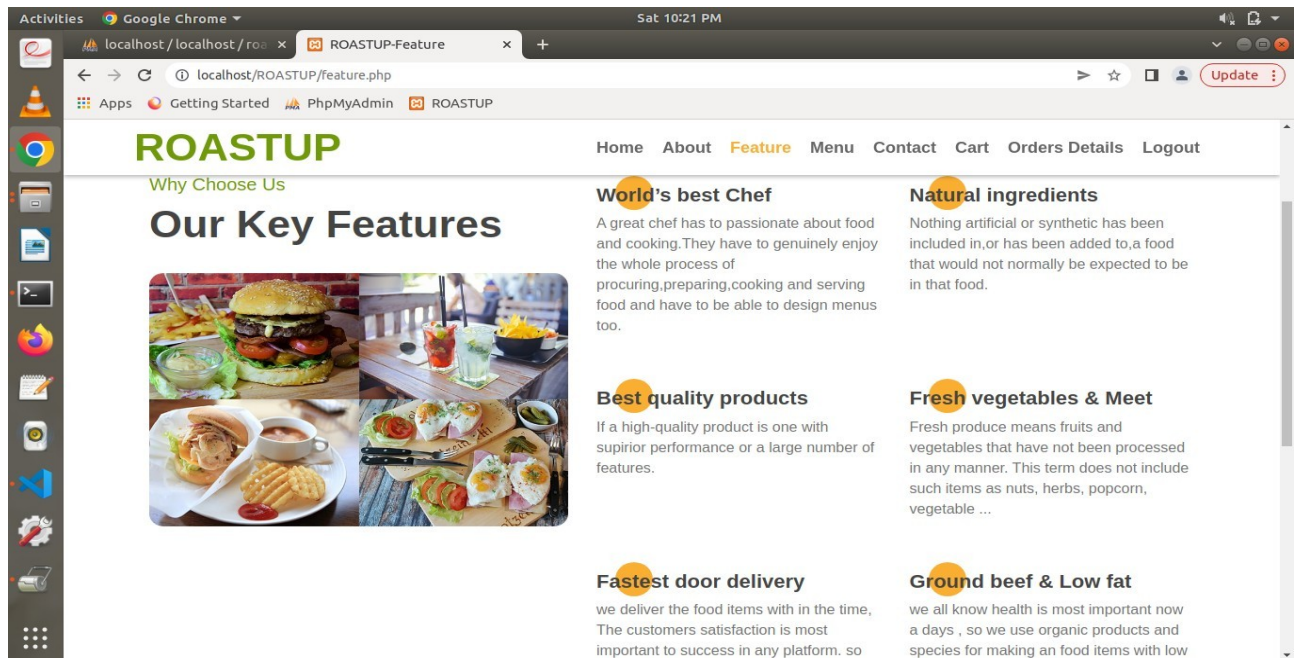 Activities Google Chrome Sat 10:21 PM
localhost / localhost / roa ROASTUP-Feature
localhost/ROASTUP/feature.php Update
Apps Getting Started PhpMyAdmin ROASTUP
ROASTUP Home About Feature Menu Contact Cart Orders Details Logout
Why Choose Us
Our Key Features
World's best Chef
A great chef has to passionate about food
and cooking.They have to genuinely enjoy
the whole process of
procuring,preparing,cooking and serving
food and have to be able to design menus
too.
Natural ingredients
Nothing artificial or synthetic has been
included in,or has been added to,a food
that would not normally be expected to be
in that food.
Best quality products
If a high-quality product is one with
supirior performance or a large number of
features.
Fresh vegetables & Meet
Fresh produce means fruits and
vegetables that have not been processed
in any manner. This term does not include
such items as nuts, herbs, popcorn,
vegetable ...
Fastest door delivery
we deliver the food items with in the time,
The customers satisfaction is most
important to success in any platform. so
Ground beef & Low fat
we all know health is most important now
a days , so we use organic products and
species for making an food items with low